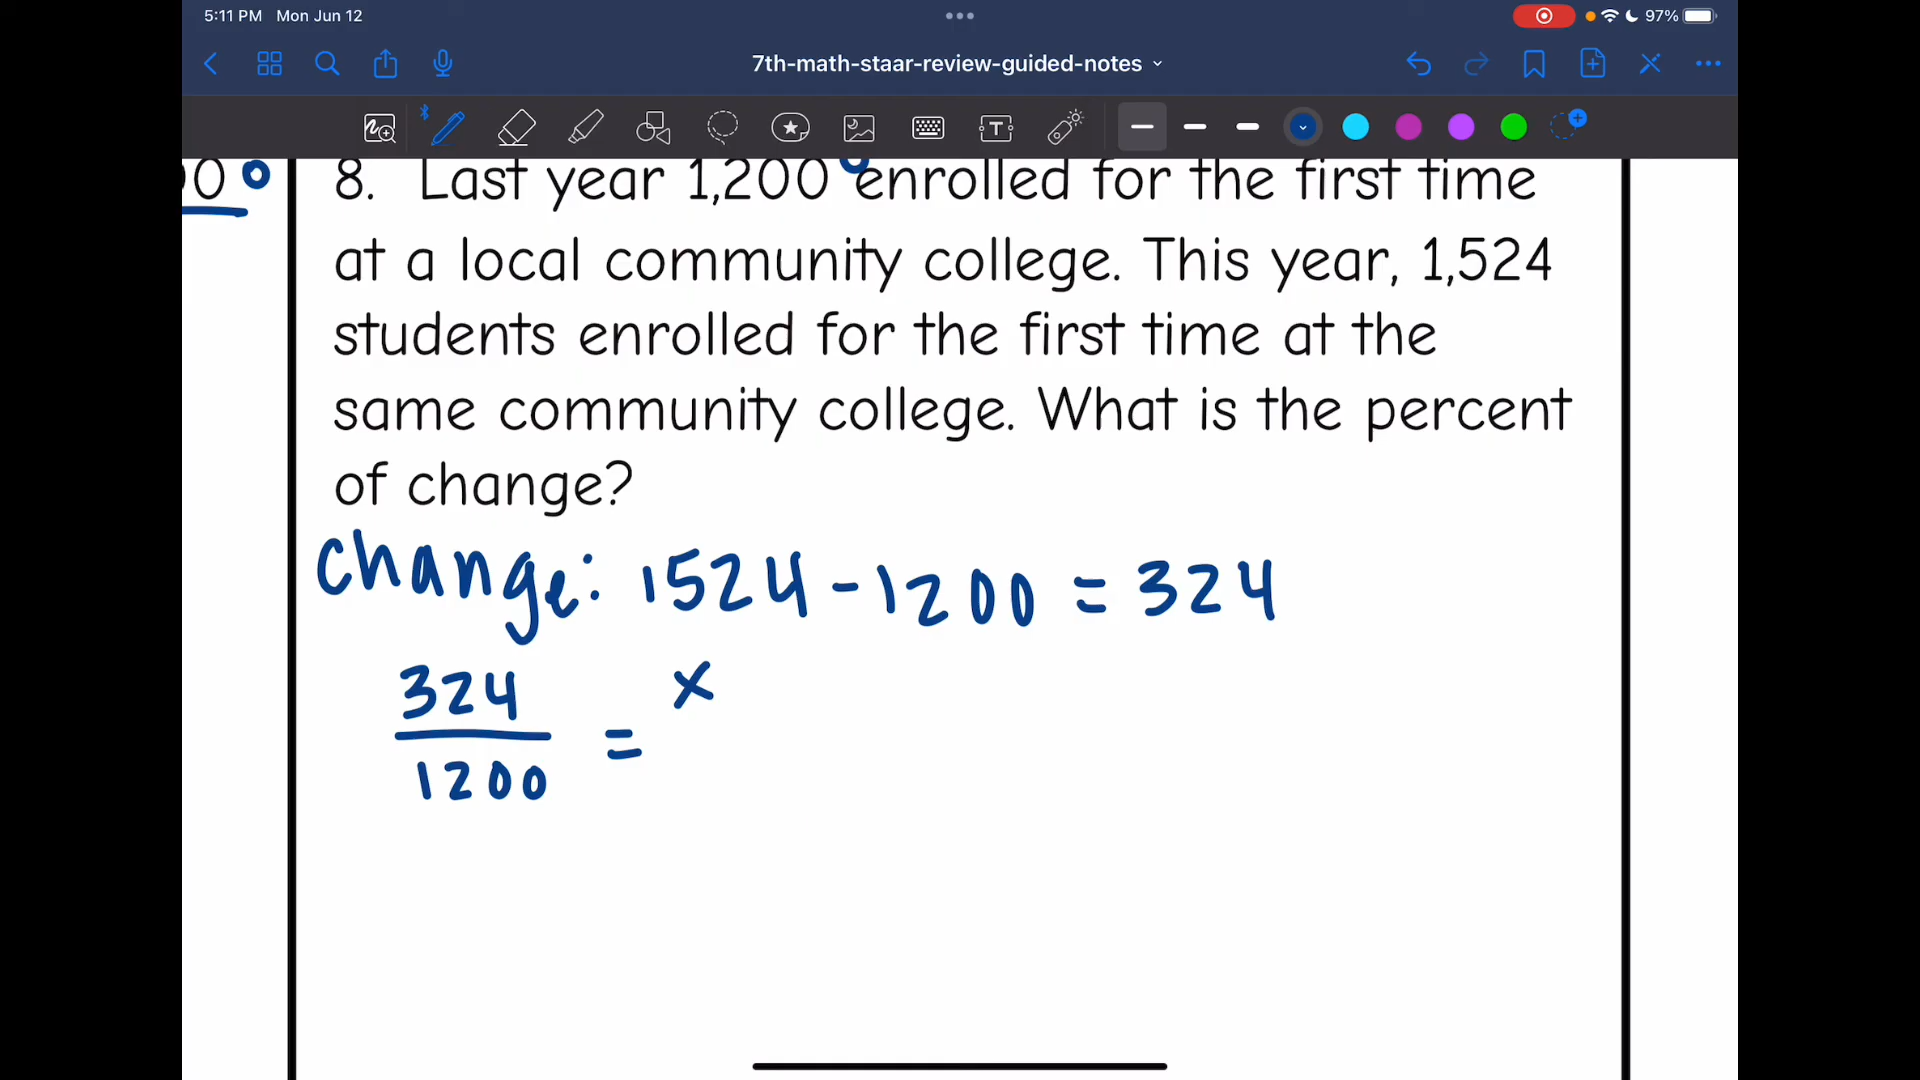 5:11 PM Mon Jun 12
97%
7th-math-staar-review-guided-notes
T
00
8. Last year 1,200 enrolled for the first time
at a local community college. This year, 1,524
students enrolled for the first time at the
same community college. What is the percent
of change?
change: 1524 - 1200 = 324
324 x
=
1200